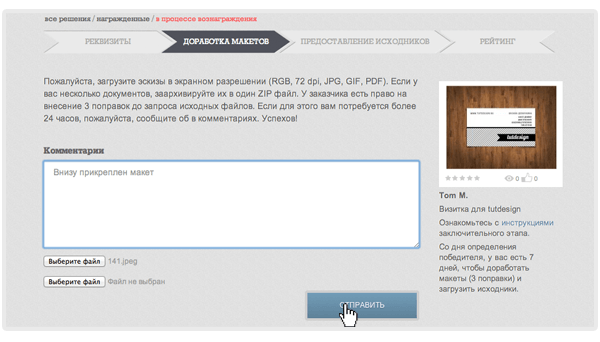 все решения / награжденные / в процессе вознаграждения
РЕКВИЗИТЫ
ДОРАБОТКА МАКЕТОВ
ПРЕДОСТАВЛЕНИЕ ИСХОДНИКОВ
РЕЙТИНГ
Пожалуйста, загрузите эскизы в экранном разрешении (RGB, 72 dpi, JPG, GIF, PDF). Если у
вас несколько документов, заархивируйте их в один ZIP файл. У заказчика есть право на
внесение 3 поправок до запроса исходных файлов. Если для этого вам потребуется более
24 часов, пожалуйста, сообщите об в комментариях. Успехов!
Комментарии
Внизу прикреплен макет
Выберите файл 141.jpeg
Выберите файл Файл не выбран
ОТПРАВИТЬ
tutdesign
0 0
Tom M.
Визитка для tutdesign
Ознакомьтесь с инструкциями
заключительного этапа.
Со дня определения
победителя, у вас есть 7
дней, чтобы доработать
макеты (3 поправки) и
загрузить исходники.